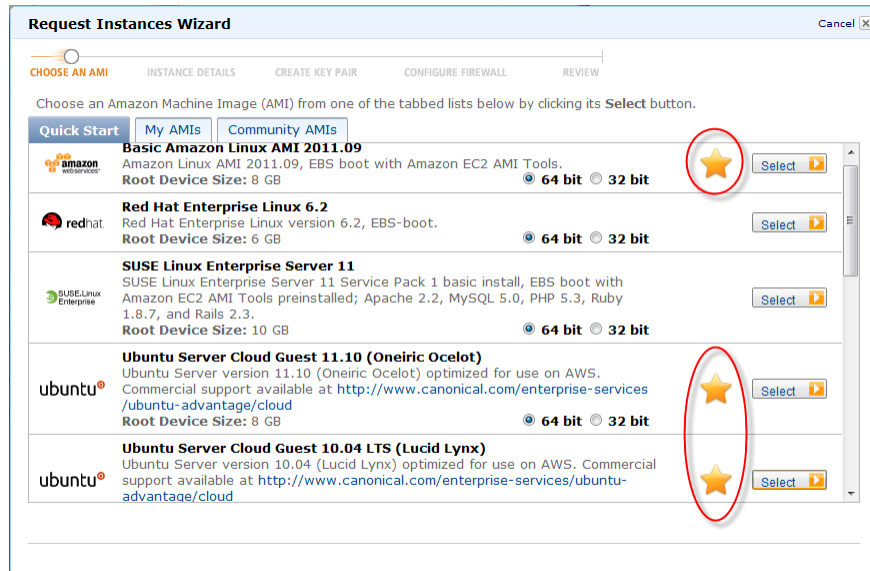 Request Instances Wizard
Cancel
CHOOSE AN AMI INSTANCE DETAILS CREATE KEY PAIR CONFIGURE FIREWALL REVIEW
Choose an Amazon Machine Image (AMI) from one of the tabbed lists below by clicking its Select button.
Quick Start My AMIs Community AMIs
amazon
webservices
Basic Amazon Linux AMI 2011.09
Amazon Linux AMI 2011.09, EBS boot with Amazon EC2 AMI Tools.
Root Device Size: 8 GB 64 bit 32 bit
Select
redhat.
Red Hat Enterprise Linux 6.2
Red Hat Enterprise Linux version 6.2, EBS-boot.
Root Device Size: 6 GB 64 bit 32 bit
Select
SUSE.Linux
Enterprise
SUSE Linux Enterprise Server 11
SUSE Linux Enterprise Server 11 Service Pack 1 basic install, EBS boot with
Amazon EC2 AMI Tools preinstalled; Apache 2.2, MySQL 5.0, PHP 5.3, Ruby
1.8.7, and Rails 2.3.
Root Device Size: 10 GB 64 bit 32 bit
Select
ubuntu
Ubuntu Server Cloud Guest 11.10 (Oneiric Ocelot)
Ubuntu Server version 11.10 (Oneiric Ocelot) optimized for use on AWS.
Commercial support available at http://www.canonical.com/enterprise-services
/ubuntu-advantage/cloud
Root Device Size: 8 GB 64 bit 32 bit
Select
ubuntu
Ubuntu Server Cloud Guest 10.04 LTS (Lucid Lynx)
Ubuntu Server version 10.04 (Lucid Lynx) optimized for use on AWS. Commercial
support available at http://www.canonical.com/enterprise-services/ubuntu-
advantage/cloud
Select